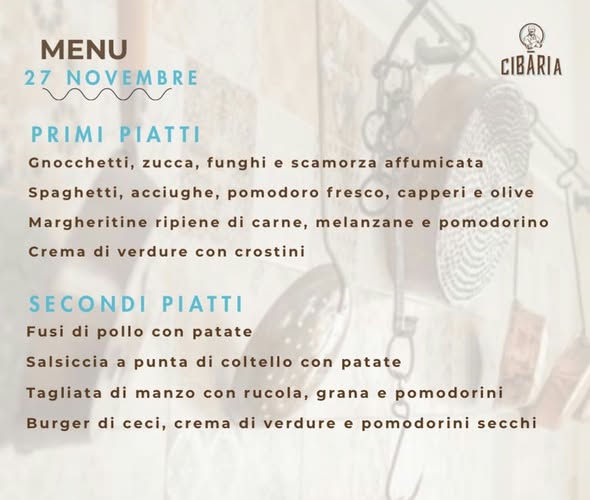 MENU
27 NOVEMBRE
CIBĀRIA
PRIMI PIATTI
Gnocchetti, zucca, funghi e scamorza affumicata
Spaghetti, acciughe, pomodoro fresco, capperi e olive
Margheritine ripiene di carne, melanzane e pomodorino
Crema di verdure con crostini
SECONDI PIATTI
Fusi di pollo con patate
Salsiccia a punta di coltello con patate
Tagliata di manzo con rucola, grana e pomodorini
Burger di ceci, crema di verdure e pomodorini secchi